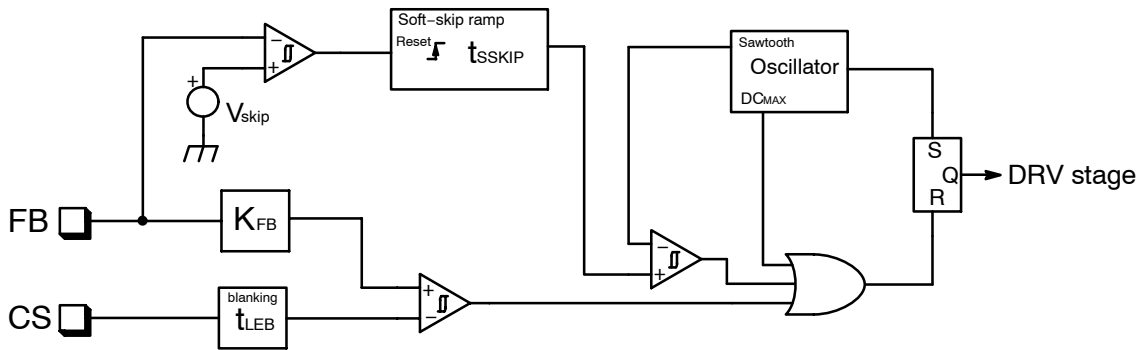 Soft-skip ramp
Reset
tSSKIP
Sawtooth
Oscillator
DCMAX
Vskip
S
Q
R
DRV stage
FB
KFB
CS
blanking
tLEB